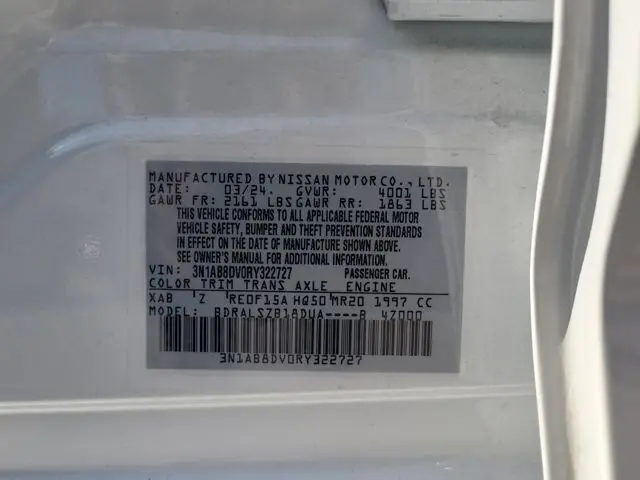 MANUFACTURED BY NISSAN MOTOR CO., LTD.
DATE: 03/24. GVWR: 4001 LBS
GAWR FR: 2161 LBS GAWR RR: 1863 LBS
THIS VEHICLE CONFORMS TO ALL APPLICABLE FEDERAL MOTOR
VEHICLE SAFETY, BUMPER AND THEFT PREVENTION STANDARDS
IN EFFECT ON THE DATE OF MANUFACTURE SHOWN ABOVE.
SEE OWNER'S MANUAL FOR ADDITIONAL INFORMATION.
VIN: 3N1AB8DV0RY322727 PASSENGER CAR.
COLOR TRIM TRANS AXLE ENGINE
XAB Z RE0F15A HQ50 MR20 1997 CC
MODEL: BDRALSZB18DUA----B 4Z000
3N1AB8DV0RY322727